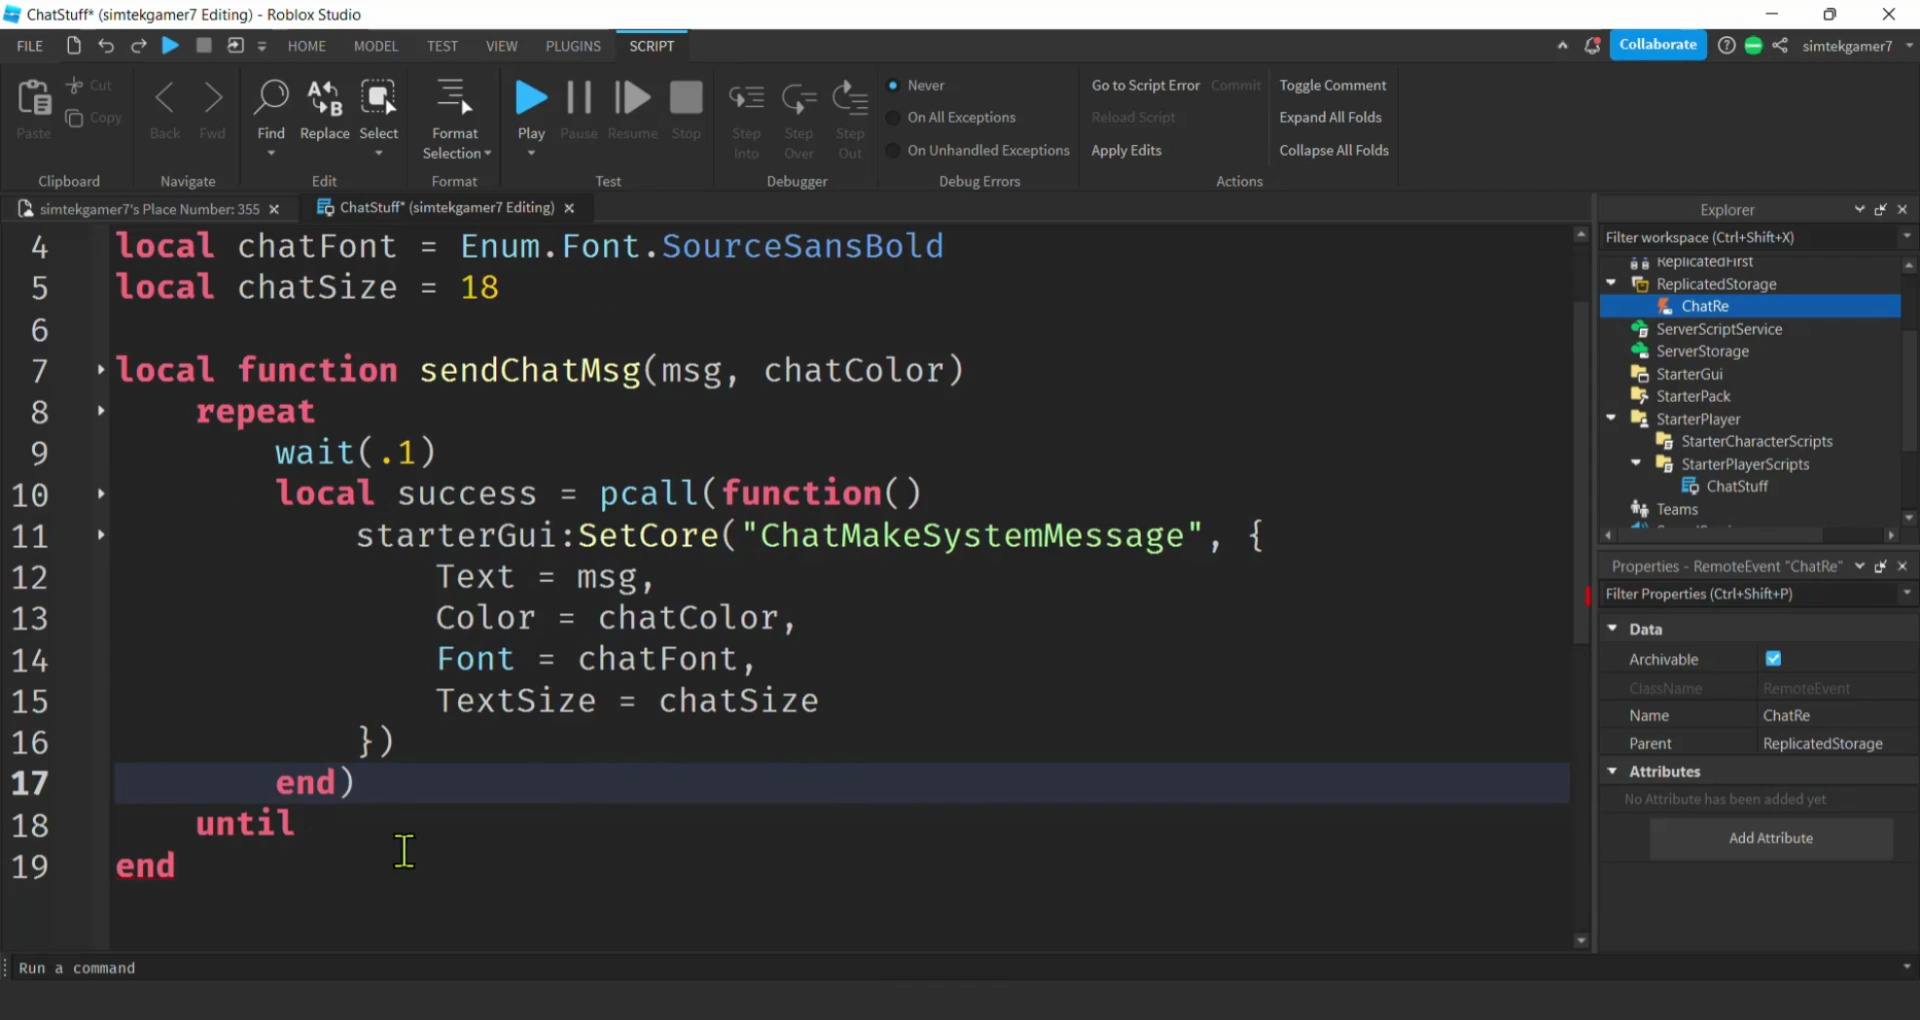 ChatStuff* (simtekgamer7 Editing) - Roblox Studio
FILE HOME MODEL TEST VIEW PLUGINS SCRIPT Collaborate simtekgamer7
Paste Cut Copy Clipboard
Back Fwd Navigate
Find Replace Select Edit
Format Selection Format
Play Pause Resume Stop Test
Step Into Step Over Step Out Debugger
Never
On All Exceptions
On Unhandled Exceptions
Debug Errors
Go to Script Error Commit
Reload Script
Apply Edits
Toggle Comment
Expand All Folds
Collapse All Folds
Actions
simtekgamer7's Place Number: 355
ChatStuff* (simtekgamer7 Editing)
4 local chatFont = Enum.Font.SourceSansBold
5 local chatSize = 18
6
7 local function sendChatMsg(msg, chatColor)
8 repeat
9 wait(.1)
10 local success = pcall(function()
11 starterGui:SetCore("ChatMakeSystemMessage", {
12 Text = msg,
13 Color = chatColor,
14 Font = chatFont,
15 TextSize = chatSize
16 })
17 end)
18 until
19 end
Explorer
Filter workspace (Ctrl+Shift+X)
ReplicatedFirst
ReplicatedStorage
ChatRe
ServerScriptService
ServerStorage
StarterGui
StarterPack
StarterPlayer
StarterCharacterScripts
StarterPlayerScripts
ChatStuff
Teams
Properties - RemoteEvent "ChatRe"
Filter Properties (Ctrl+Shift+P)
Data
Archivable
ClassName RemoteEvent
Name ChatRe
Parent ReplicatedStorage
Attributes
No Attribute has been added yet
Add Attribute
Run a command